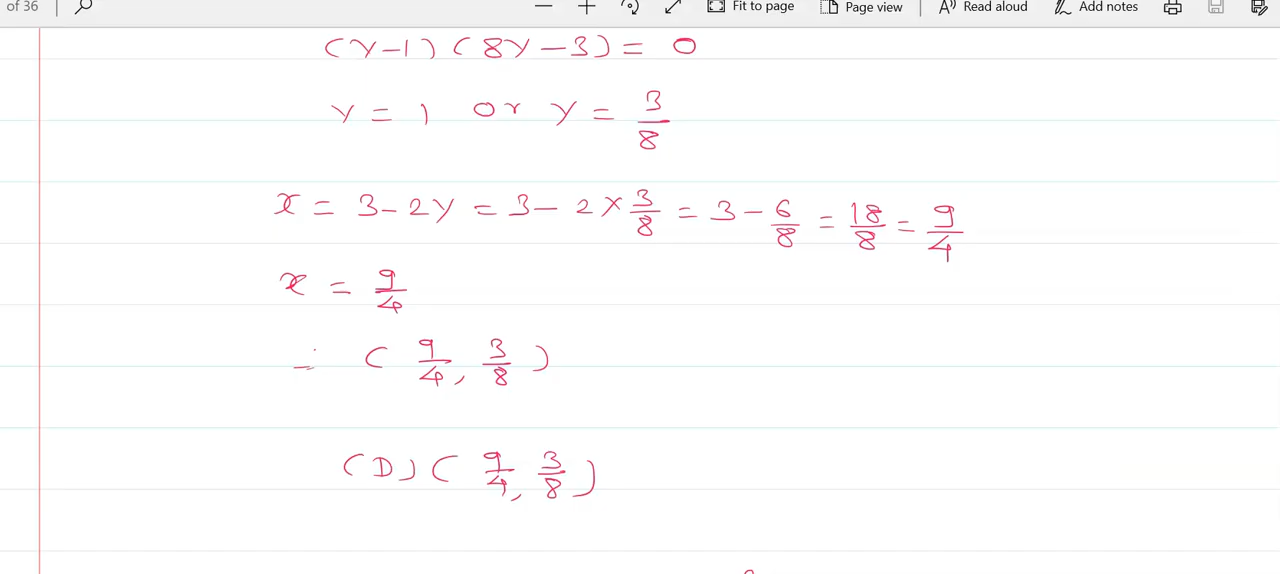 of 36 Fit to page Page view Read aloud Add notes
(y-1) (8y-3) = 0
y = 1 or y = 3/8
x = 3-2y = 3-2×3/8 = 3-6/8 = 18/8 = 9/4
x = 9/4
= (9/4, 3/8)
(D) (9/4, 3/8)